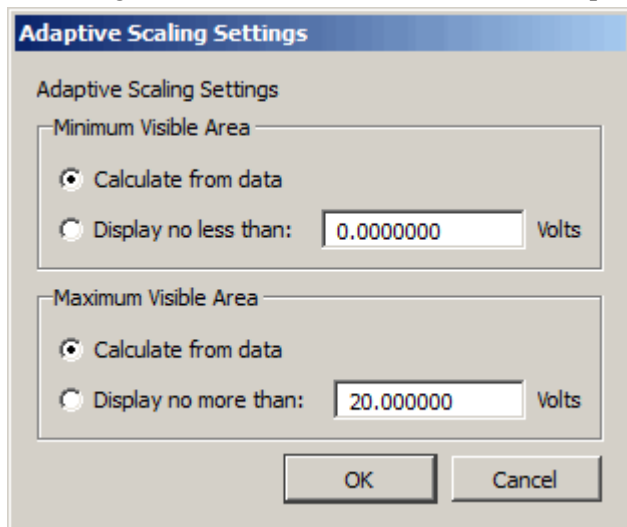 Adaptive Scaling Settings
Adaptive Scaling Settings
Minimum Visible Area
Calculate from data
Display no less than: 0.0000000 Volts
Maximum Visible Area
Calculate from data
Display no more than: 20.000000 Volts
OK Cancel